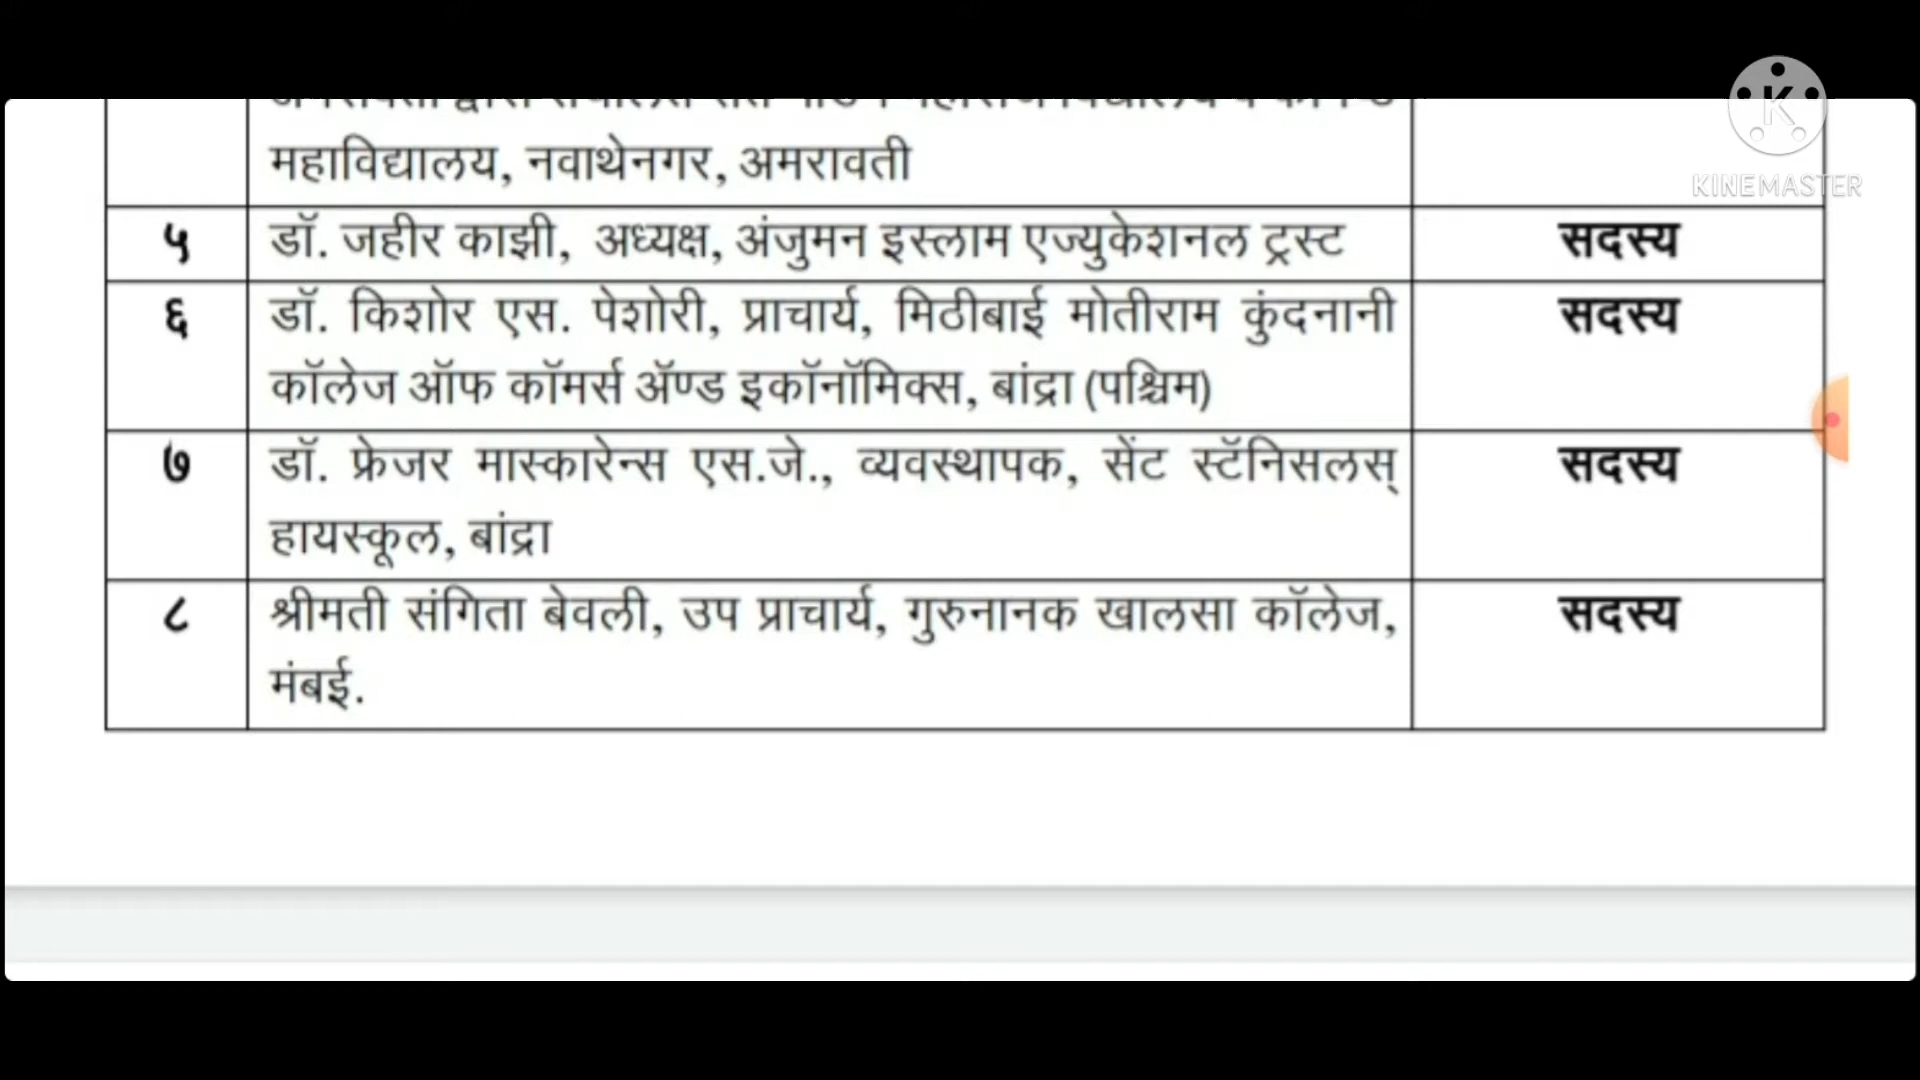 महाविद्यालय, नवाथेनगर, अमरावती
५ डॉ. जहीर काझी, अध्यक्ष, अंजुमन इस्लाम एज्युकेशनल ट्रस्ट सदस्य
६ डॉ. किशोर एस. पेशोरी, प्राचार्य, मिठीबाई मोतीराम कुंदनानी सदस्य
कॉलेज ऑफ कॉमर्स ॲण्ड इकॉनॉमिक्स, बांद्रा (पश्चिम)
७ डॉ. फ्रेजर मास्कारेन्स एस.जे., व्यवस्थापक, सेंट स्टॅनिसलस् सदस्य
हायस्कूल, बांद्रा
८ श्रीमती संगिता बेवली, उप प्राचार्य, गुरुनानक खालसा कॉलेज, सदस्य
मंबई.
K
KINEMASTER